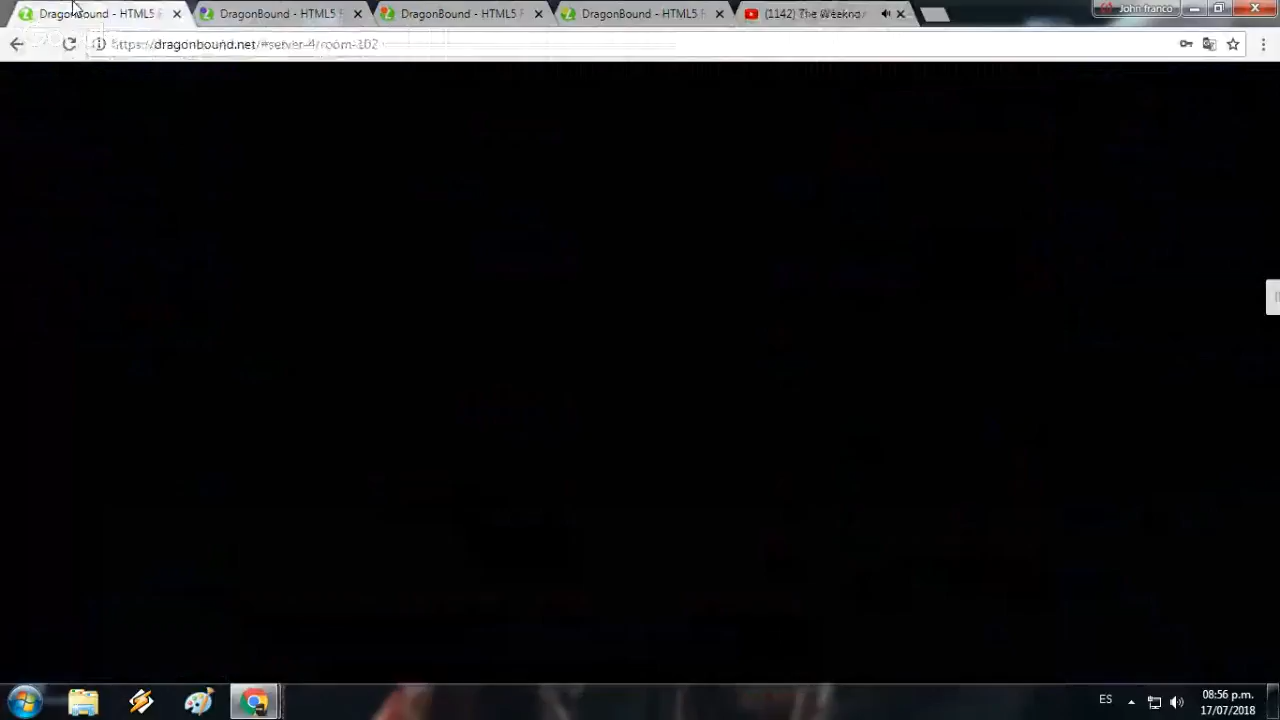 DragonBound - HTML5 F
DragonBound - HTML5 F
DragonBound - HTML5 F
DragonBound - HTML5 F
(1142) The Weeknd
John franco
https://dragonbound.net/#server-4/room-102
ES
08:56 p.m.
17/07/2018